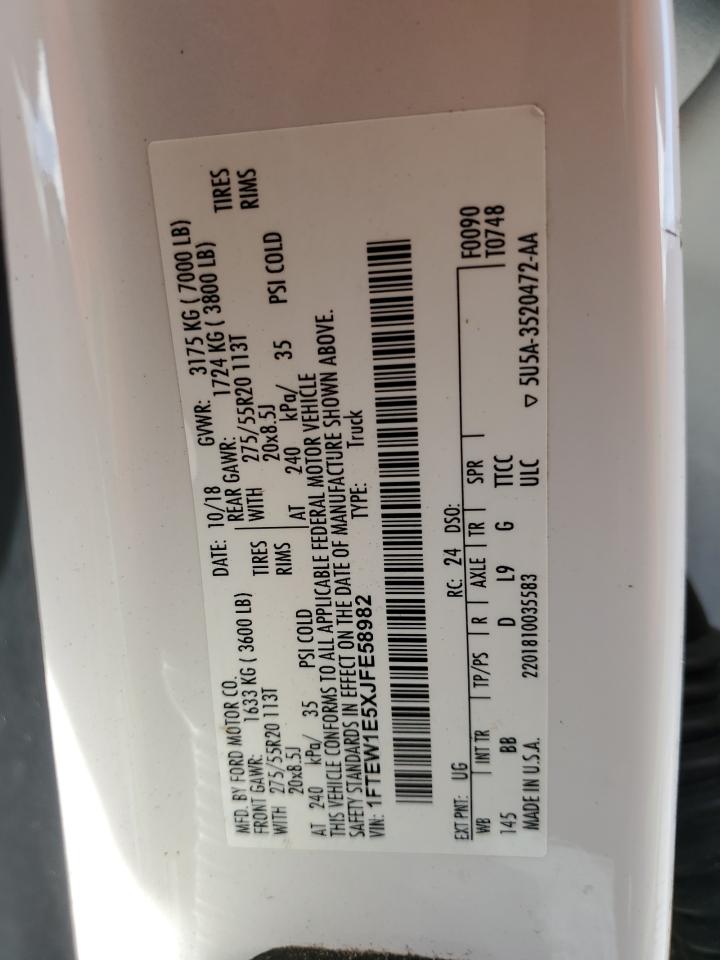 MFD. BY FORD MOTOR CO.
DATE: 10/18 GVWR: 3175 KG ( 7000 LB)
FRONT GAWR: 1633 KG ( 3600 LB)
REAR GAWR: 1724 KG ( 3800 LB)
WITH 275/55R20 113T TIRES
WITH 275/55R20 113T TIRES
20x8.5J RIMS
20x8.5J RIMS
AT 240 kPa/ 35 PSI COLD
AT 240 kPa/ 35 PSI COLD
THIS VEHICLE CONFORMS TO ALL APPLICABLE FEDERAL MOTOR VEHICLE
SAFETY STANDARDS IN EFFECT ON THE DATE OF MANUFACTURE SHOWN ABOVE.
VIN: 1FTEW1E5XJFE58982 TYPE: Truck
EXT PNT: UG RC: 24 DSO: F0090
WB INT TR TP/PS R AXLE TR SPR T0748
145 BB D L9 G TTCC
MADE IN U.S.A. 2201810035583 ULC ▽ 5U5A-3520472-AA